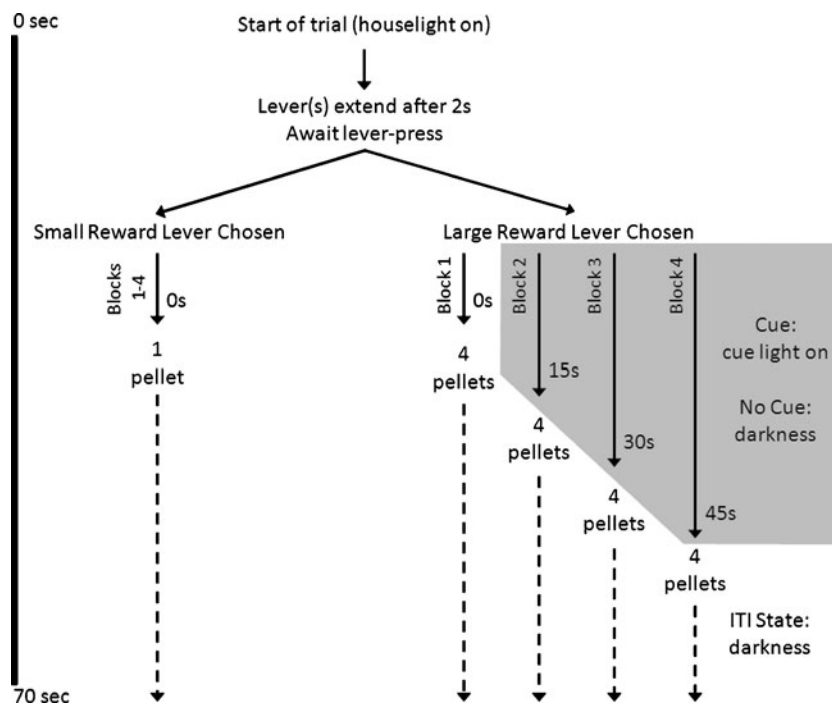 0 sec
Start of trial (houselight on)
Lever(s) extend after 2s
Await lever-press
Small Reward Lever Chosen
Blocks
1-4
0s
1
pellet
Large Reward Lever Chosen
Block 1
0s
4
pellets
Block 2
15s
4
pellets
Block 3
30s
4
pellets
Block 4
45s
4
pellets
Cue:
cue light on
No Cue:
darkness
ITI State:
darkness
70 sec